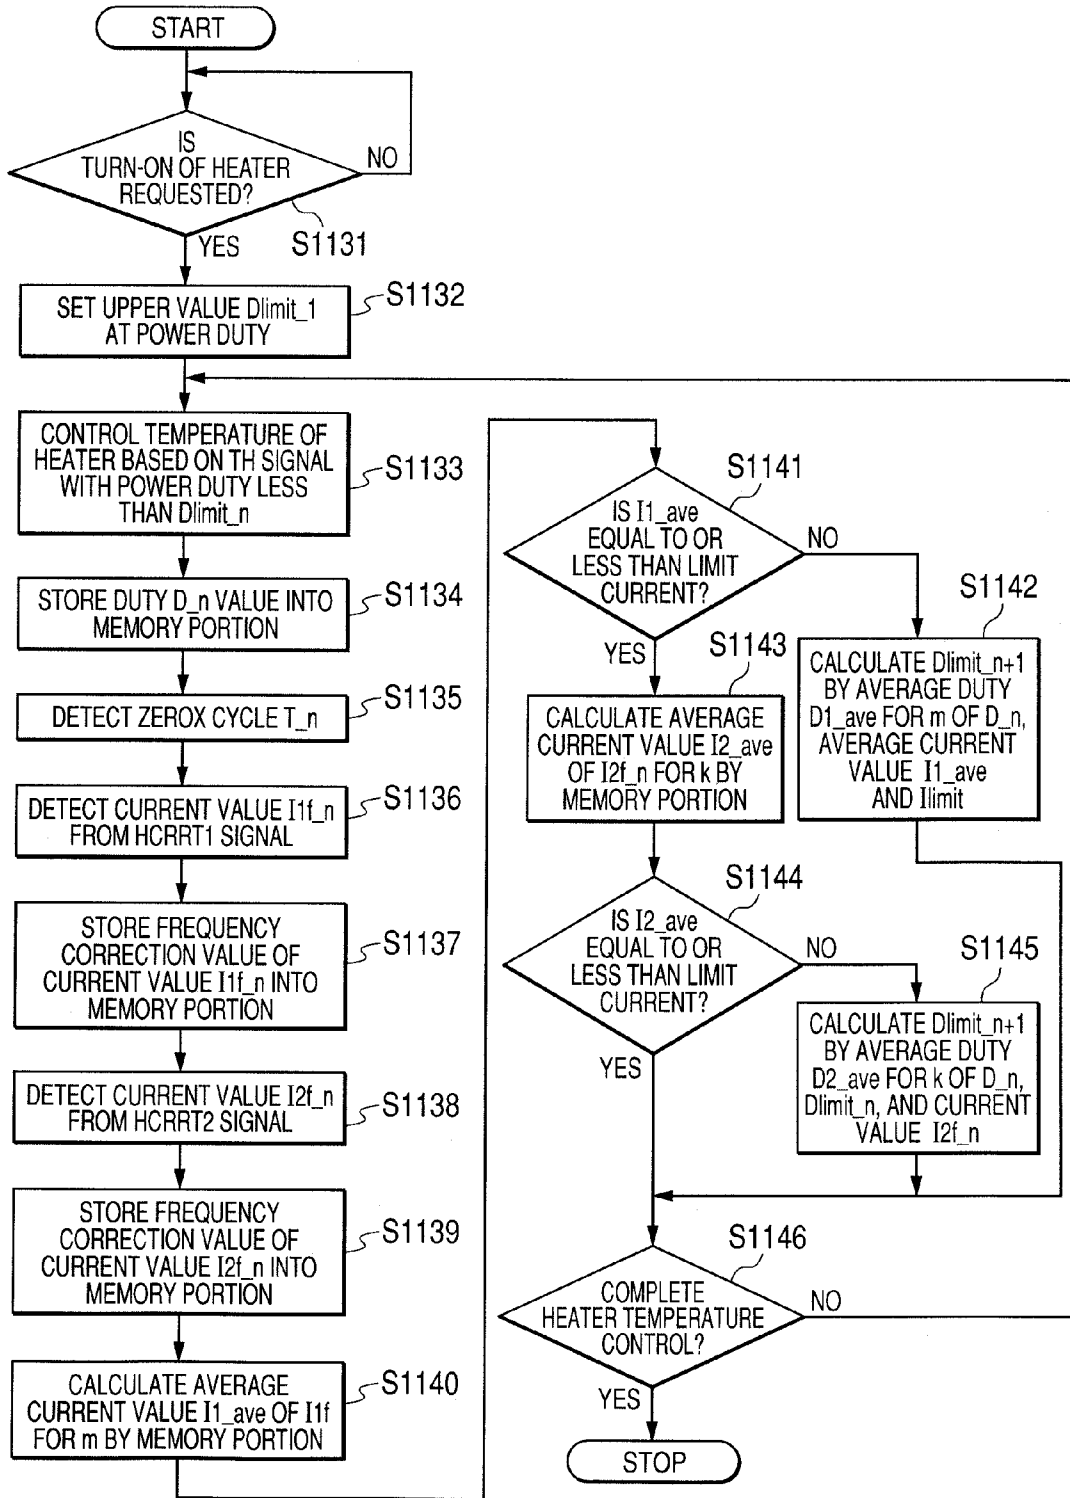 START
IS
TURN-ON OF HEATER
REQUESTED?
NO
YES
S1131
SET UPPER VALUE Dlimit_1
AT POWER DUTY
S1132
CONTROL TEMPERATURE OF
HEATER BASED ON TH SIGNAL
WITH POWER DUTY LESS
THAN Dlimit_n
S1133
STORE DUTY D_n VALUE INTO
MEMORY PORTION
S1134
DETECT ZEROX CYCLE T_n
S1135
DETECT CURRENT VALUE I1f_n
FROM HCRRT1 SIGNAL
S1136
STORE FREQUENCY
CORRECTION VALUE OF
CURRENT VALUE I1f_n INTO
MEMORY PORTION
S1137
DETECT CURRENT VALUE I2f_n
FROM HCRRT2 SIGNAL
S1138
STORE FREQUENCY
CORRECTION VALUE OF
CURRENT VALUE I2f_n INTO
MEMORY PORTION
S1139
CALCULATE AVERAGE
CURRENT VALUE I1_ave OF I1f
FOR m BY MEMORY PORTION
S1140
IS I1_ave
EQUAL TO OR
LESS THAN LIMIT
CURRENT?
S1141
NO
YES
CALCULATE Dlimit_n+1
BY AVERAGE DUTY
D1_ave FOR m OF D_n,
AVERAGE CURRENT
VALUE I1_ave
AND Ilimit
S1142
CALCULATE AVERAGE
CURRENT VALUE I2_ave
OF I2f_n FOR k BY
MEMORY PORTION
S1143
IS I2_ave
EQUAL TO OR
LESS THAN LIMIT
CURRENT?
S1144
NO
YES
CALCULATE Dlimit_n+1
BY AVERAGE DUTY
D2_ave FOR k OF D_n,
Dlimit_n, AND CURRENT
VALUE I2f_n
S1145
COMPLETE
HEATER TEMPERATURE
CONTROL?
S1146
NO
YES
STOP